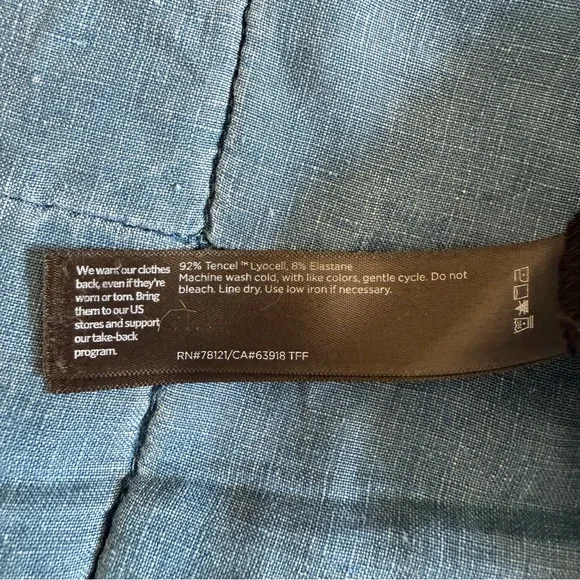 We want our clothes
back, even if they're
worn or torn. Bring
them to our US
stores and support
our take-back
program.
92% Tencel ™ Lyocell, 8% Elastane
Machine wash cold, with like colors, gentle cycle. Do not
bleach. Line dry. Use low iron if necessary.
RN#78121/CA#63918 TFF